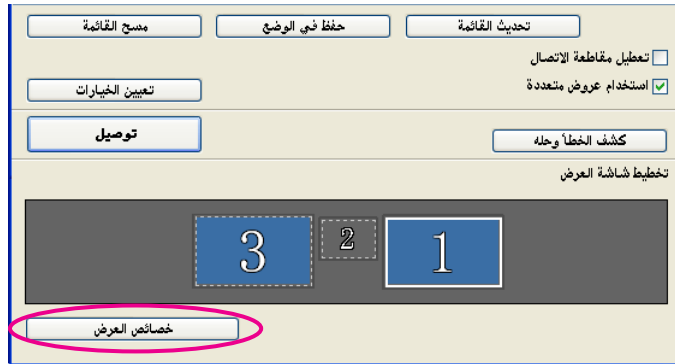 تحديث القائمة حفظ في الوضع مسح القائمة
تعطيل مقاطعة الاتصال
استخدام عروض متعددة تعيين الخيارات
توصيل
كشف الخطأ وحله
تخطيط شاشة العرض
1 2 3
خصائص العرض